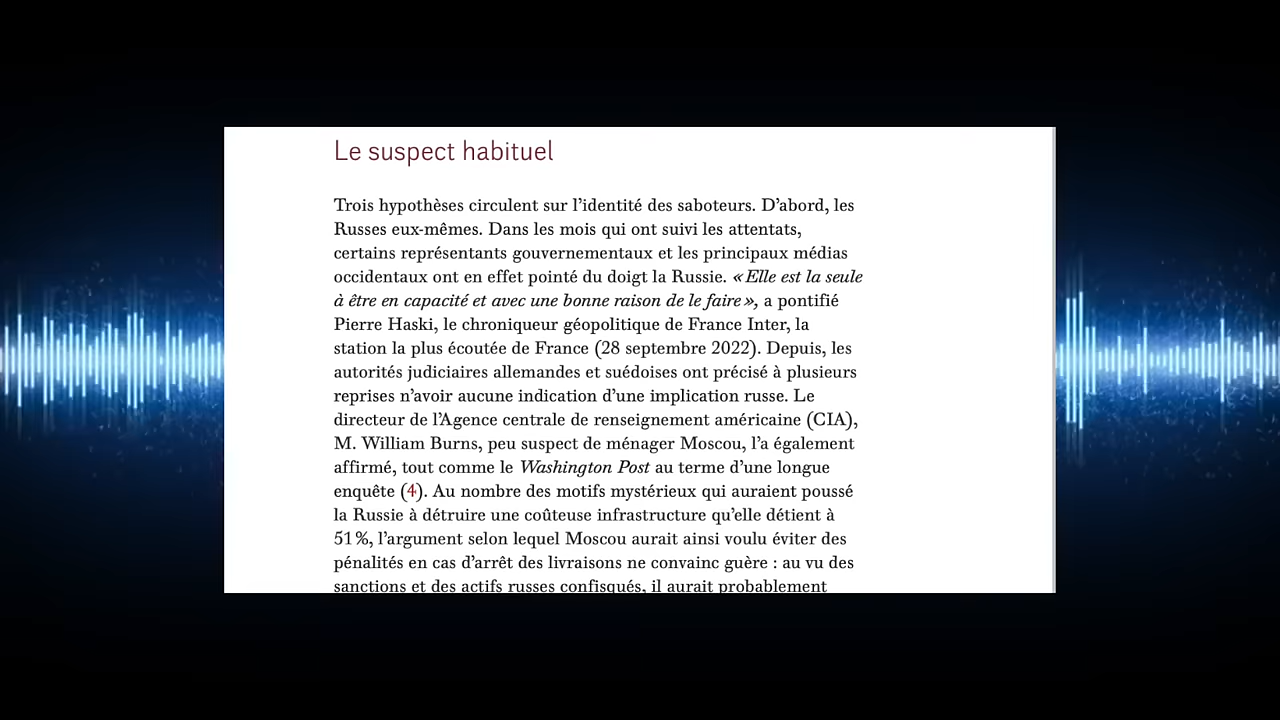 Le suspect habituel
Trois hypothèses circulent sur l’identité des saboteurs. D’abord, les
Russes eux-mêmes. Dans les mois qui ont suivi les attentats,
certains représentants gouvernementaux et les principaux médias
occidentaux ont en effet pointé du doigt la Russie. « Elle est la seule
à être en capacité et avec une bonne raison de le faire », a pontifié
Pierre Haski, le chroniqueur géopolitique de France Inter, la
station la plus écoutée de France (28 septembre 2022). Depuis, les
autorités judiciaires allemandes et suédoises ont précisé à plusieurs
reprises n’avoir aucune indication d’une implication russe. Le
directeur de l’Agence centrale de renseignement américaine (CIA),
M. William Burns, peu suspect de ménager Moscou, l’a également
affirmé, tout comme le Washington Post au terme d’une longue
enquête (4). Au nombre des motifs mystérieux qui auraient poussé
la Russie à détruire une coûteuse infrastructure qu’elle détient à
51 %, l’argument selon lequel Moscou aurait ainsi voulu éviter des
pénalités en cas d’arrêt des livraisons ne convainc guère : au vu des
sanctions et des actifs russes confisqués, il aurait probablement